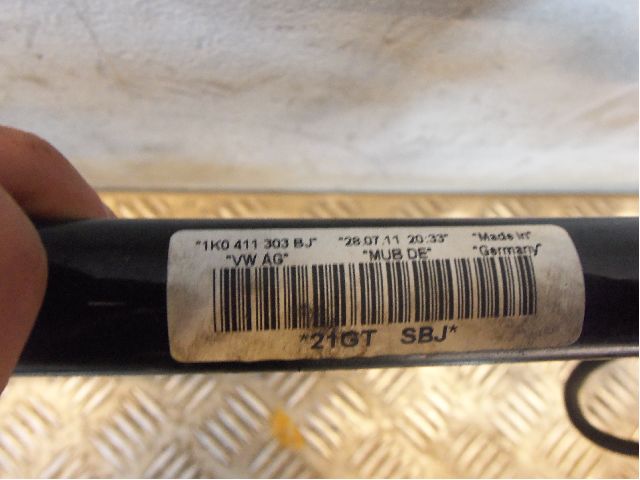 "1K0 411 303 BJ" "28.07.11 20:33" "Made in"
"VW AG" "MUB DE" "Germany"
*21GT SBJ*